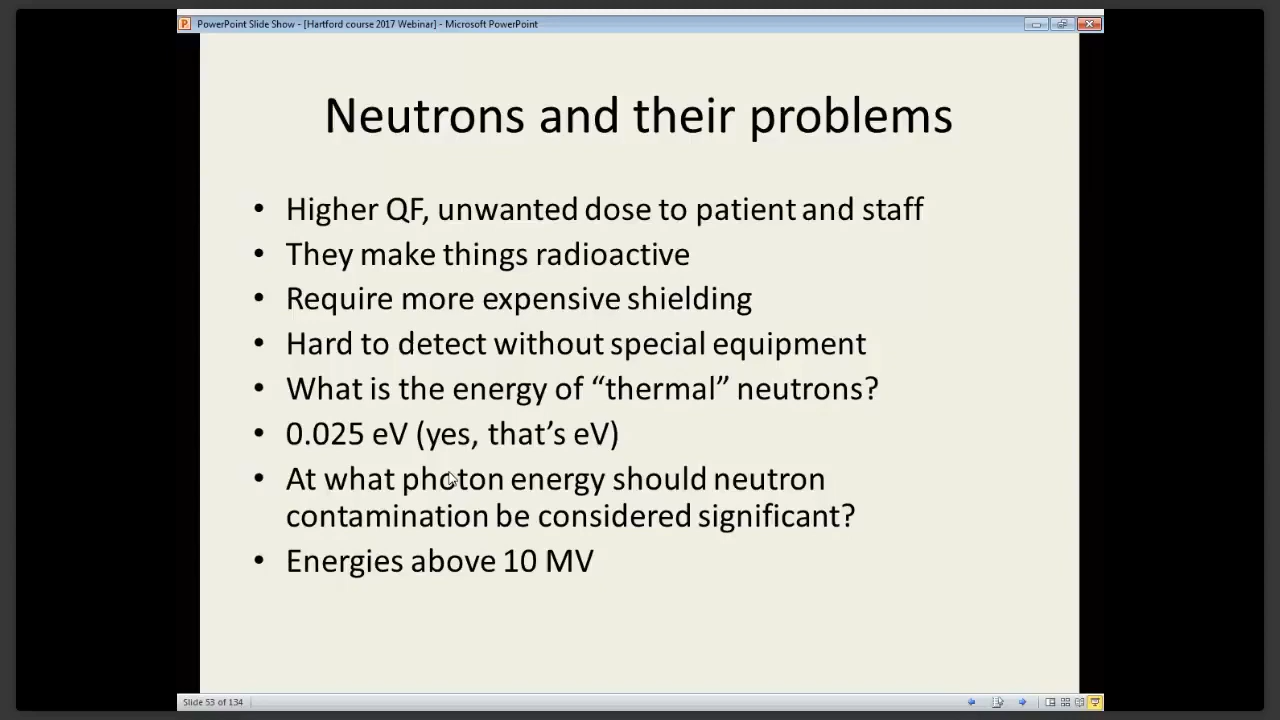 PowerPoint Slide Show - [Hartford course 2017 Webinar] - Microsoft PowerPoint
Neutrons and their problems
• Higher QF, unwanted dose to patient and staff
• They make things radioactive
• Require more expensive shielding
• Hard to detect without special equipment
• What is the energy of “thermal” neutrons?
• 0.025 eV (yes, that’s eV)
• At what photon energy should neutron
contamination be considered significant?
• Energies above 10 MV
Slide 53 of 134